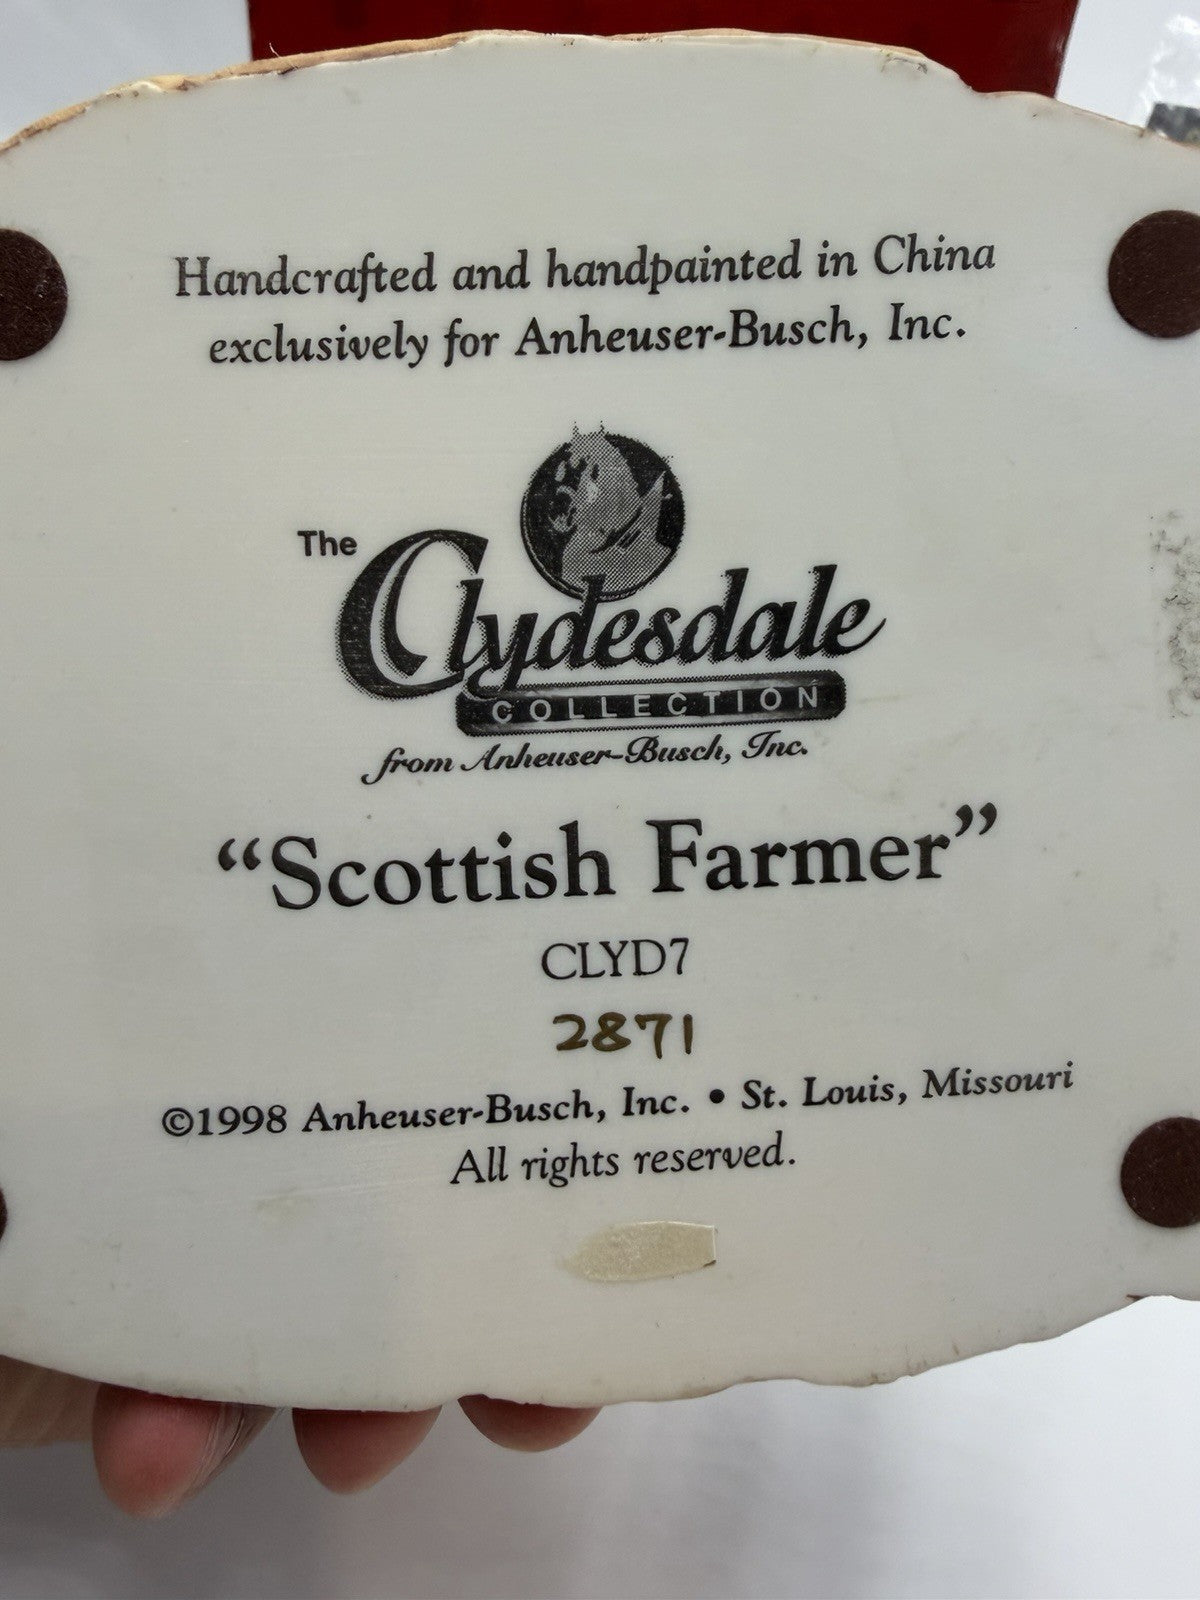 Handcrafted and handpainted in China
exclusively for Anheuser-Busch, Inc.
The Clydesdale
COLLECTION
from Anheuser-Busch, Inc.
“Scottish Farmer”
CLYD7
2871
©1998 Anheuser-Busch, Inc. • St. Louis, Missouri
All rights reserved.